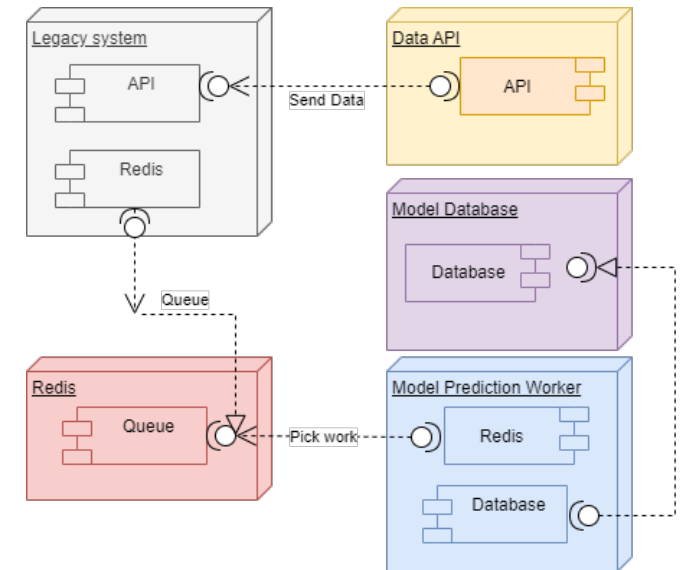 Legacy system
API
Redis
Data API
API
Send Data
Model Database
Database
Queue
Redis
Queue
Pick work
Model Prediction Worker
Redis
Database